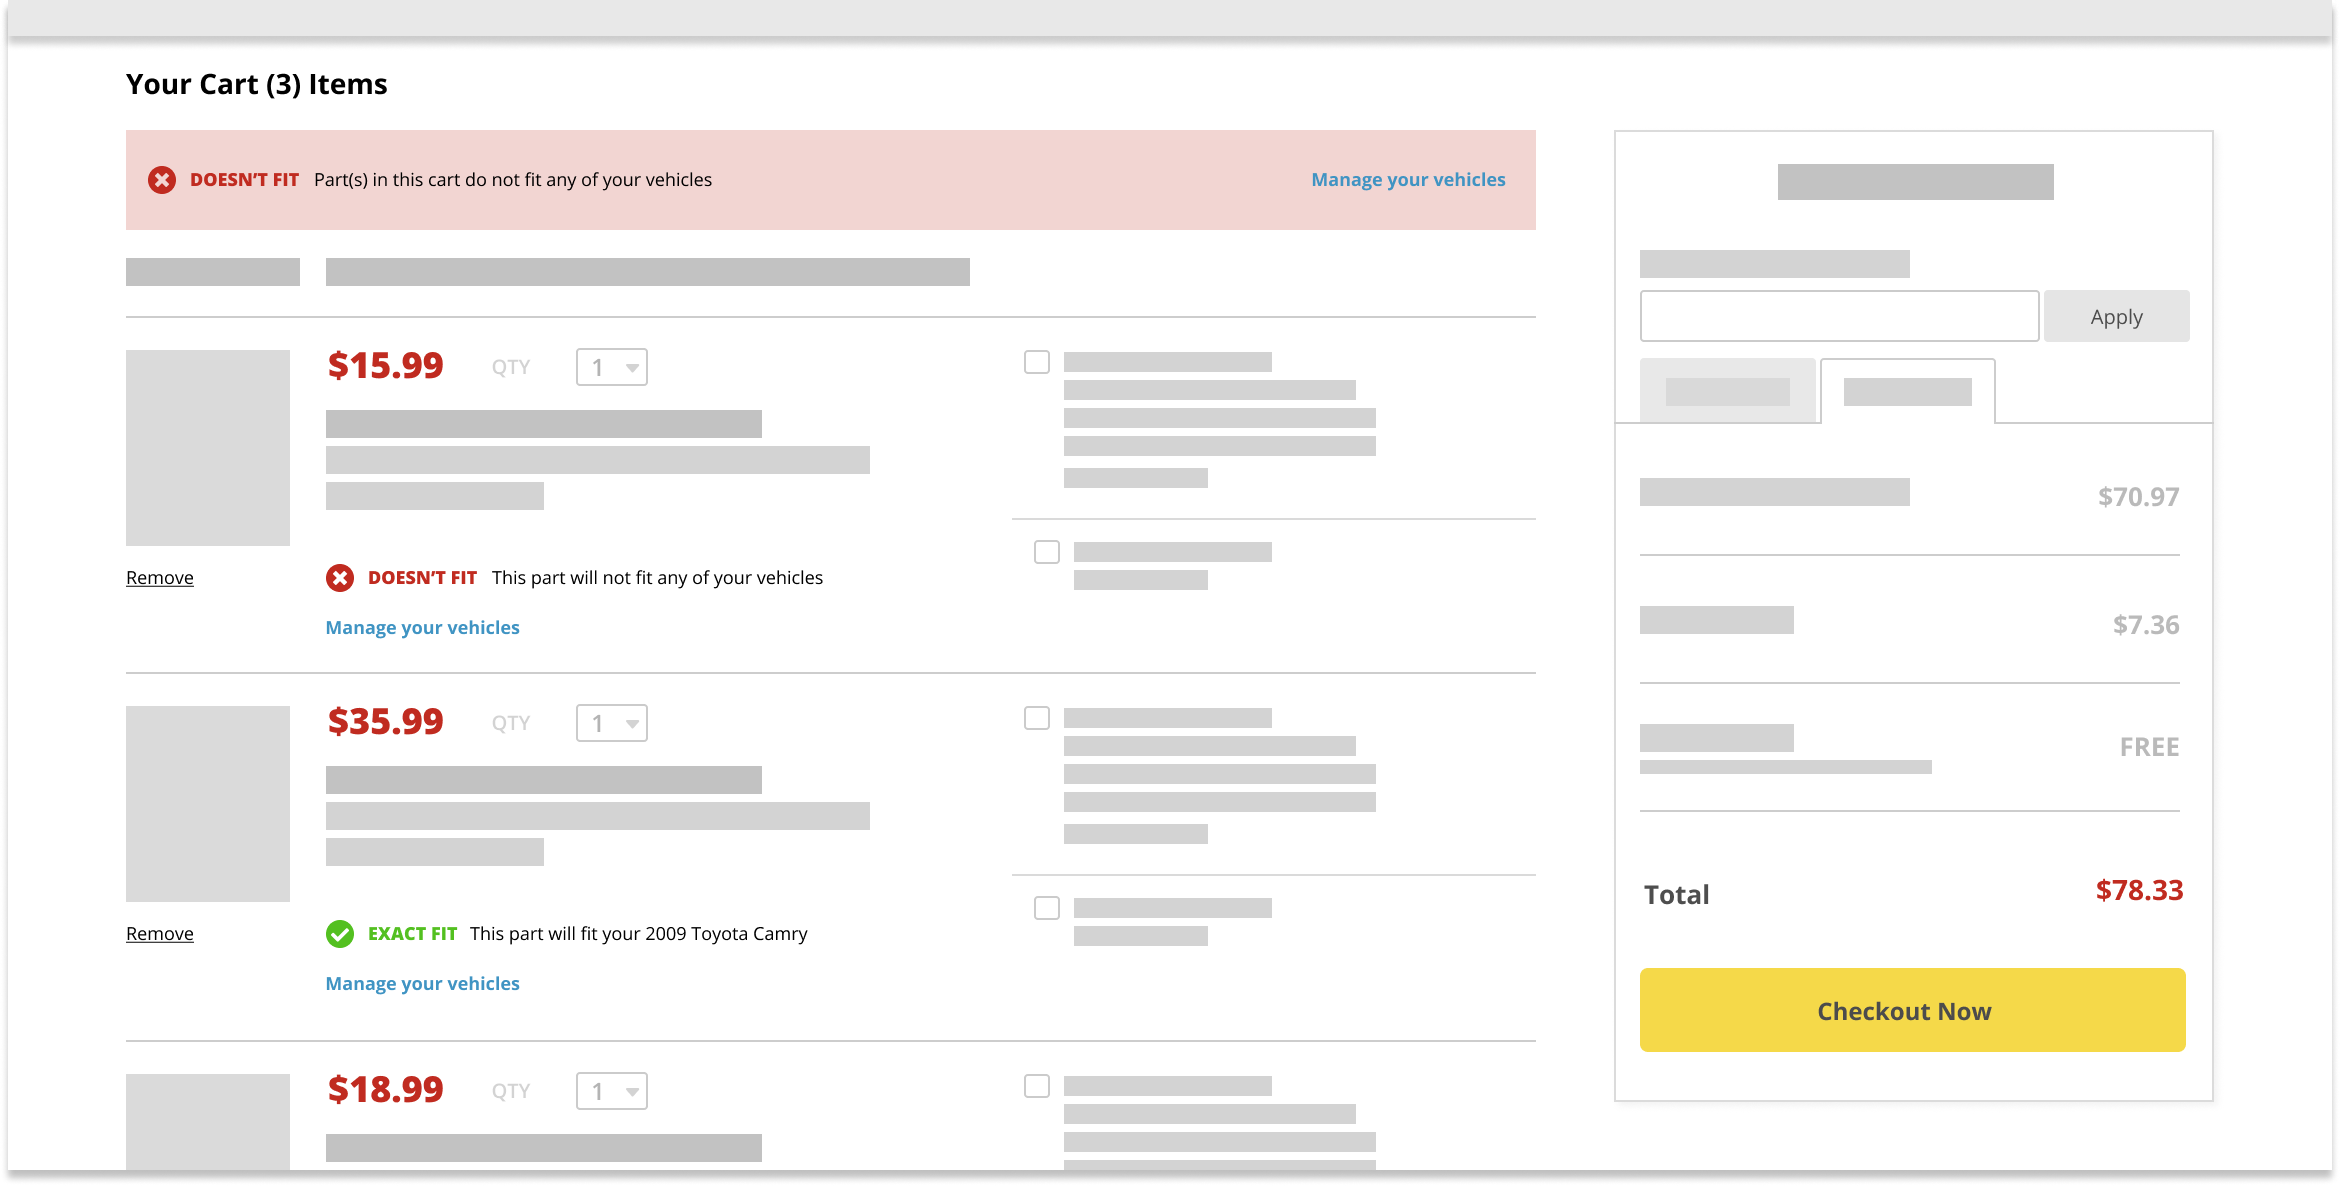 Your Cart (3) Items
DOESN’T FIT Part(s) in this cart do not fit any of your vehicles Manage your vehicles
Apply
$15.99 QTY 1
Remove
DOESN’T FIT This part will not fit any of your vehicles
Manage your vehicles
$35.99 QTY 1
Remove
EXACT FIT This part will fit your 2009 Toyota Camry
Manage your vehicles
$18.99 QTY 1
$70.97
$7.36
FREE
Total $78.33
Checkout Now